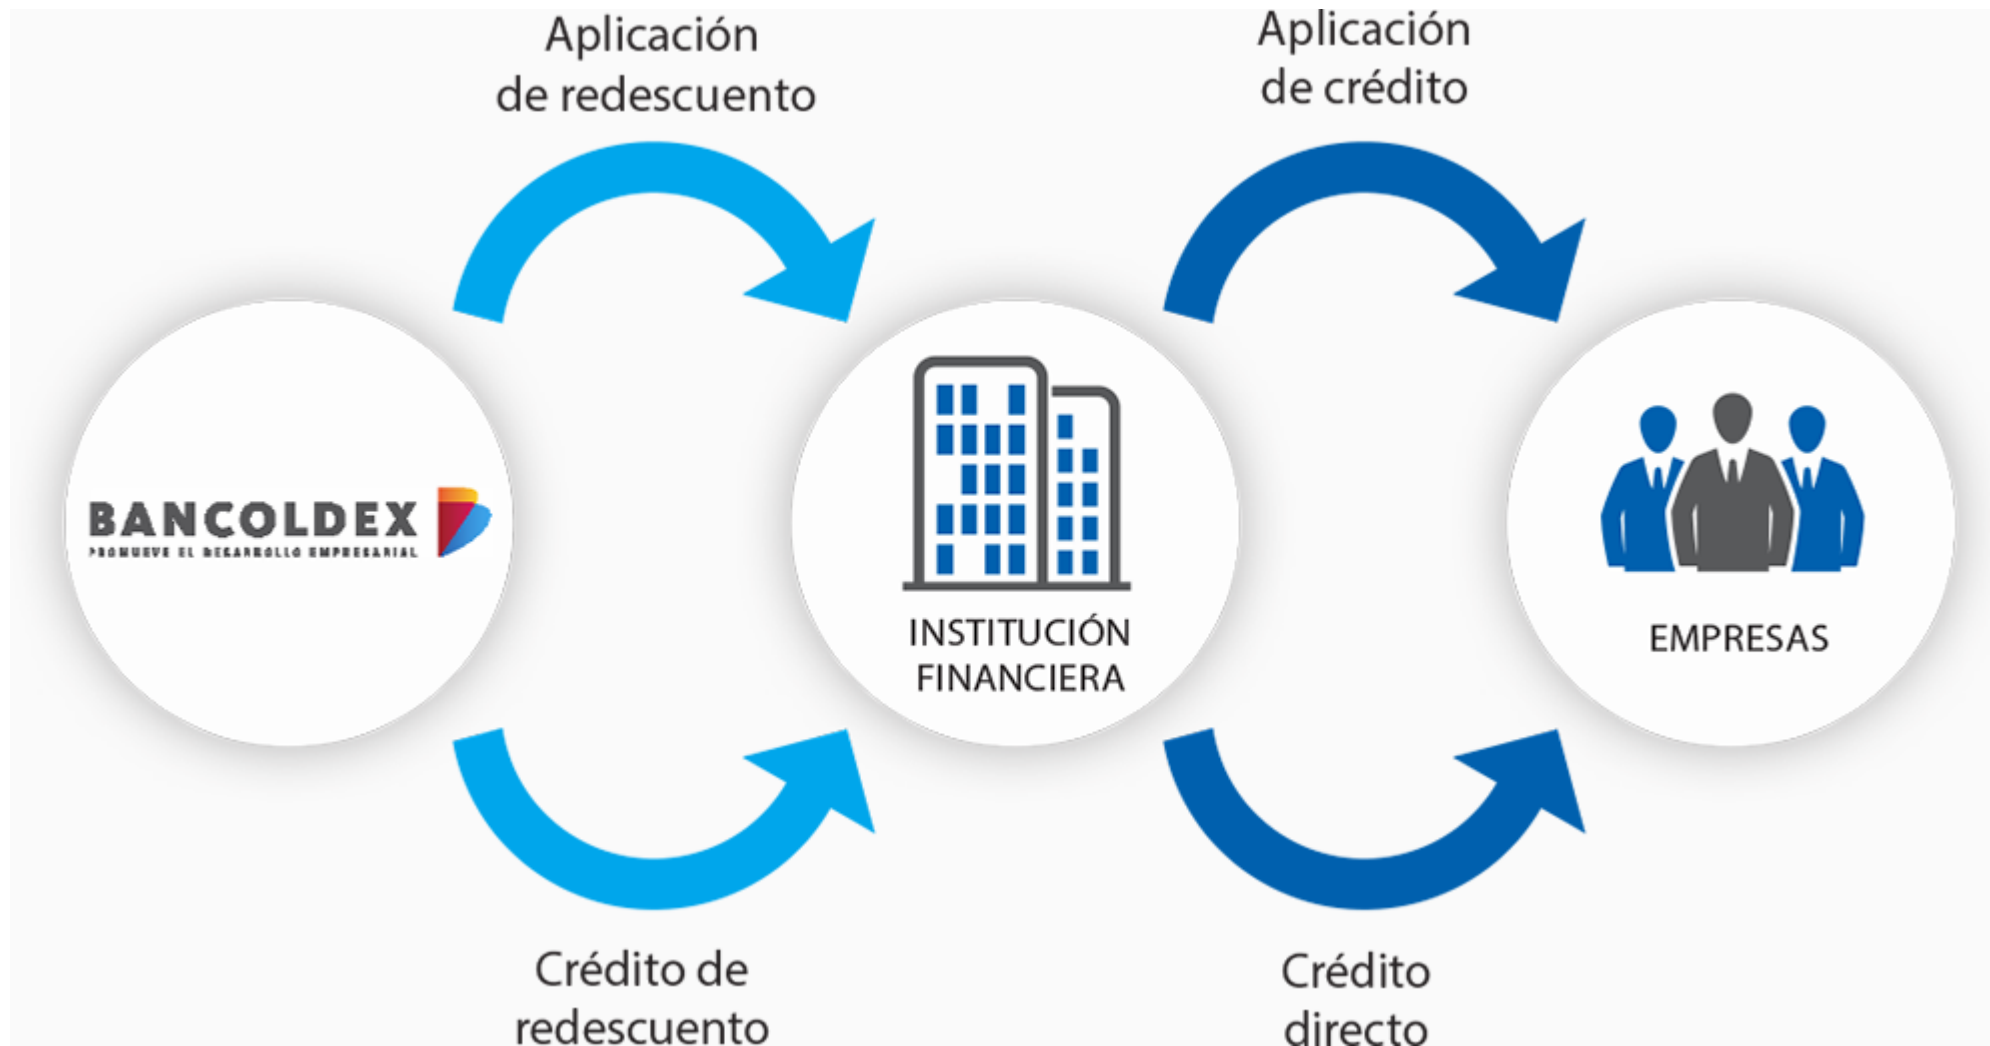 Aplicación
de redescuento
Aplicación
de crédito
BANCOLDEX
PROMUEVE EL DESARROLLO EMPRESARIAL
INSTITUCIÓN
FINANCIERA
EMPRESAS
Crédito de
redescuento
Crédito
directo